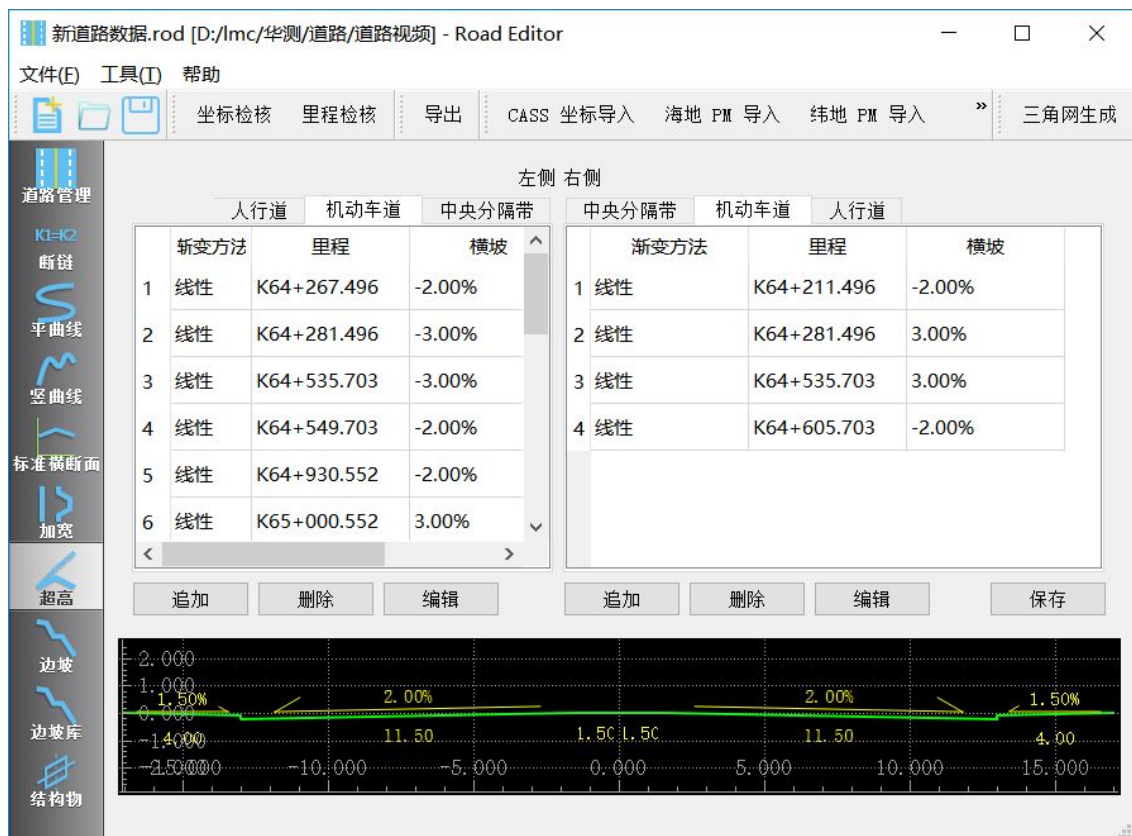 新道路数据.rod [D:/lmc/华测/道路/道路视频] - Road Editor
文件(F) 工具(T) 帮助
坐标检核 里程检核 导出 CASS 坐标导入 海地 PM 导入 纬地 PM 导入 » 三角网生成
道路管理
K1=K2
断链
平曲线
竖曲线
标准横断面
加宽
超高
边坡
边坡库
结构物
左侧 右侧
人行道 机动车道 中央分隔带 中央分隔带 机动车道 人行道
渐变方法 里程 横坡
1 线性 K64+267.496 -2.00%
2 线性 K64+281.496 -3.00%
3 线性 K64+535.703 -3.00%
4 线性 K64+549.703 -2.00%
5 线性 K64+930.552 -2.00%
6 线性 K65+000.552 3.00%
渐变方法 里程 横坡
1 线性 K64+211.496 -2.00%
2 线性 K64+281.496 3.00%
3 线性 K64+535.703 3.00%
4 线性 K64+605.703 -2.00%
追加 删除 编辑 追加 删除 编辑 保存
2.000
1.000
1.50% 2.00% 2.00% 1.50%
0.000
4.00 11.50 1.50 1.50 11.50 4.00
-1.000
-10.000 -5.000 0.000 5.000 10.000 15.000